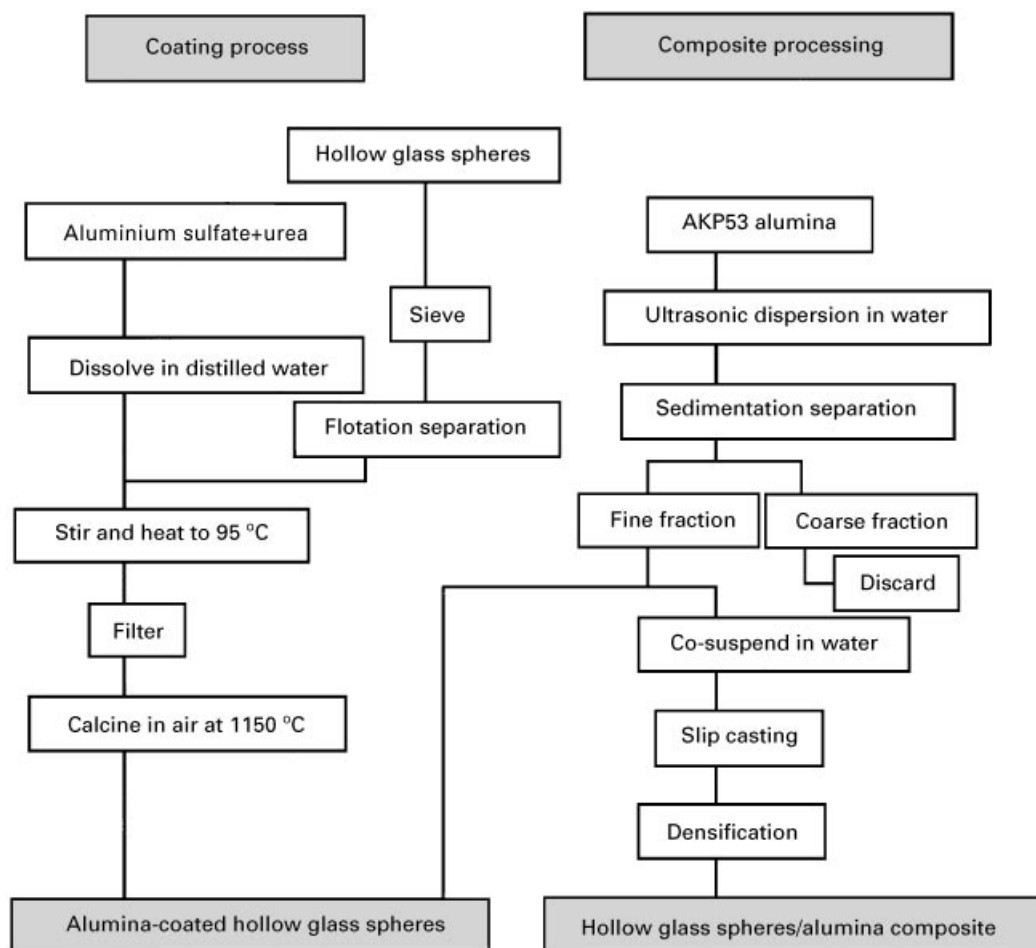 Coating process
Composite processing
Hollow glass spheres
Aluminium sulfate+urea
Sieve
Dissolve in distilled water
Flotation separation
Stir and heat to 95 ºC
Filter
Calcine in air at 1150 ºC
Alumina-coated hollow glass spheres
AKP53 alumina
Ultrasonic dispersion in water
Sedimentation separation
Fine fraction
Coarse fraction
Discard
Co-suspend in water
Slip casting
Densification
Hollow glass spheres/alumina composite